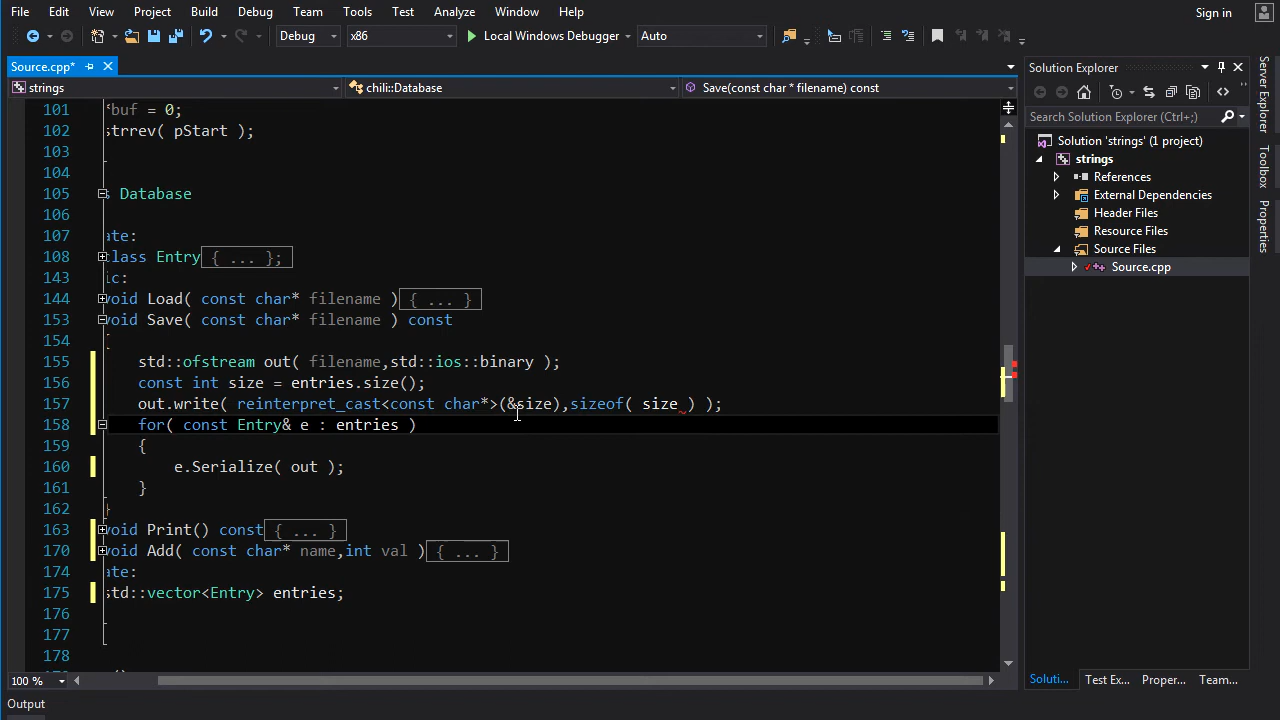 File Edit View Project Build Debug Team Tools Test Analyze Window Help Sign in
Debug x86 Local Windows Debugger Auto
Source.cpp*
strings chili::Database Save(const char * filename) const
101 *buf = 0;
102 strrev( pStart );
103
104
105 Database
106
107 ate:
108 class Entry{ ... };
143 ic:
144 void Load( const char* filename ){ ... }
153 void Save( const char* filename ) const
154 {
155 std::ofstream out( filename,std::ios::binary );
156 const int size = entries.size();
157 out.write( reinterpret_cast<const char*>(&size),sizeof( size ) );
158 for( const Entry& e : entries )
159 {
160 e.Serialize( out );
161 }
162 }
163 void Print() const{ ... }
170 void Add( const char* name,int val ){ ... }
174 ate:
175 std::vector<Entry> entries;
176
177
178
100 %
Output
Solution Explorer
Search Solution Explorer (Ctrl+;)
Solution 'strings' (1 project)
strings
References
External Dependencies
Header Files
Resource Files
Source Files
Source.cpp
Soluti... Test Ex... Proper... Team...
Server Explorer
Toolbox
Properties